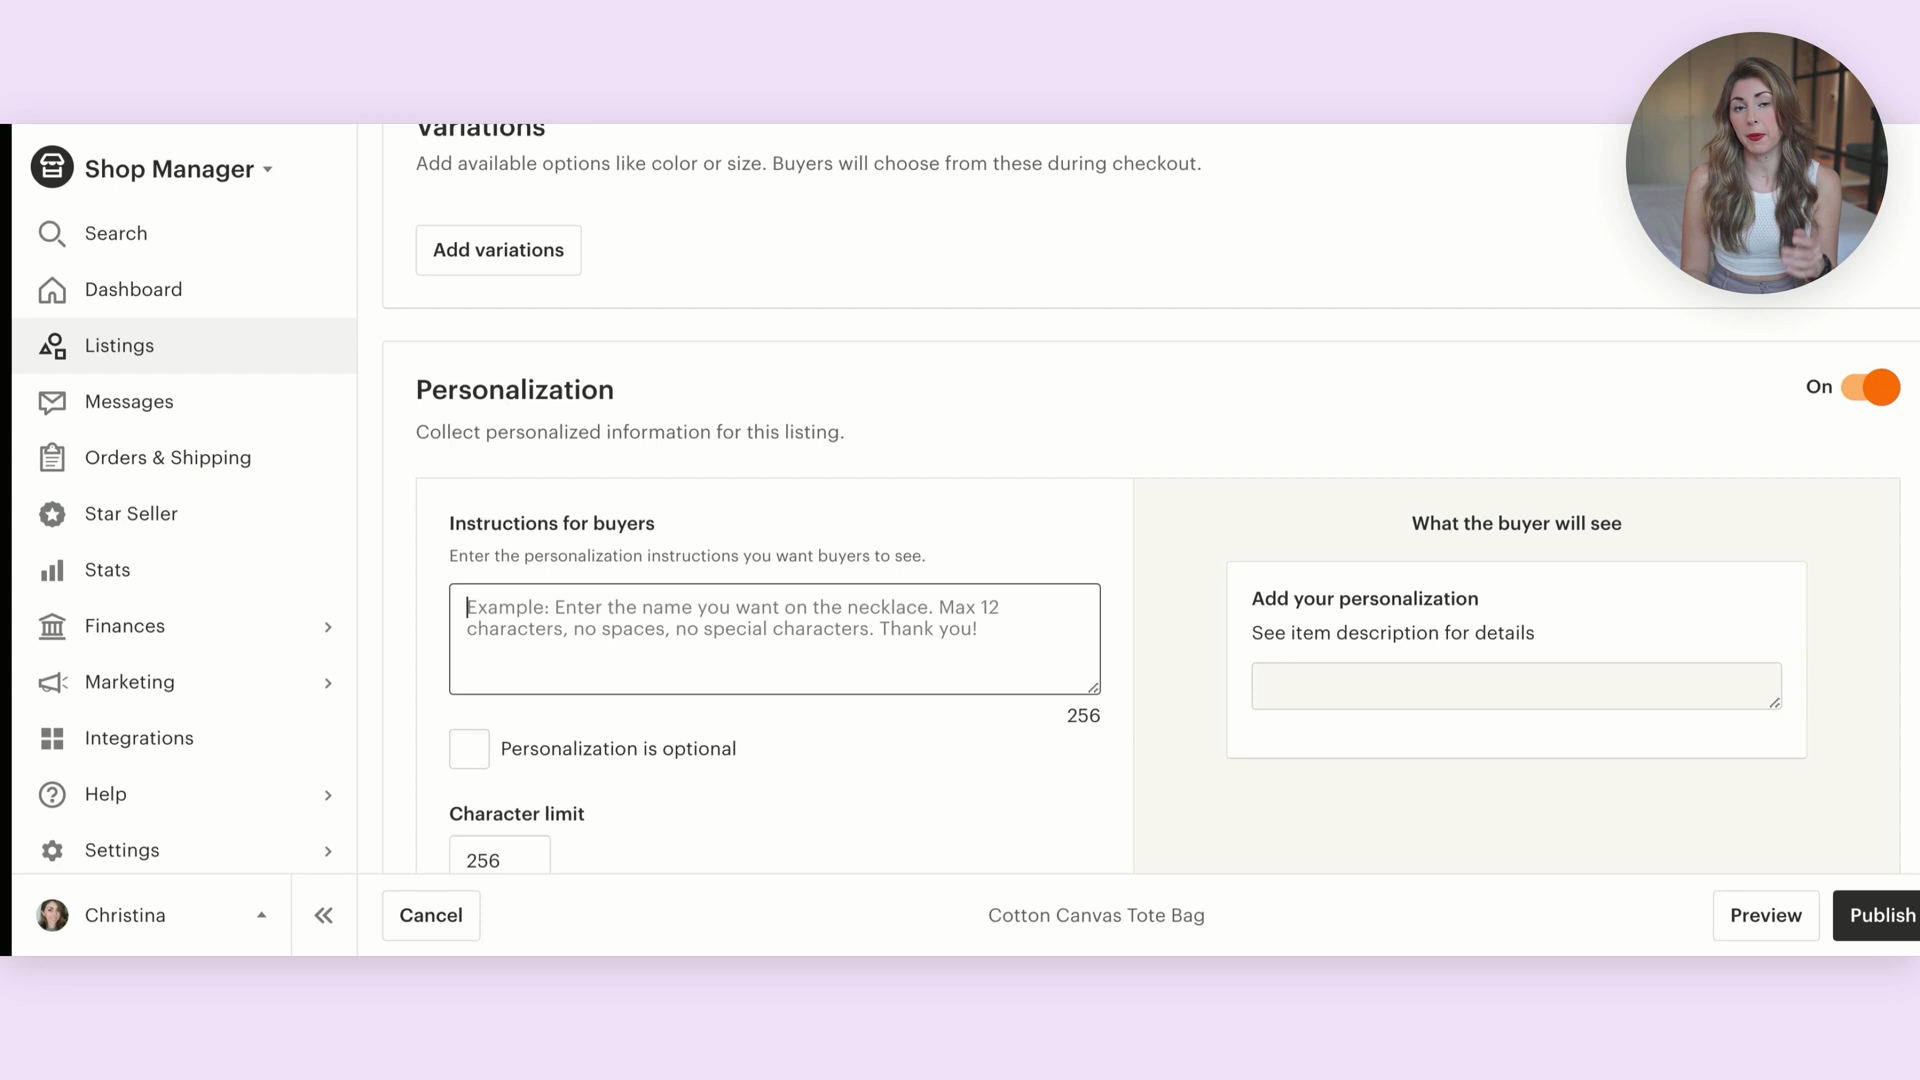 Shop Manager
Search
Dashboard
Listings
Messages
Orders & Shipping
Star Seller
Stats
Finances
Marketing
Integrations
Help
Settings
Christina
Variations
Add available options like color or size. Buyers will choose from these during checkout.
Add variations
Personalization
On
Collect personalized information for this listing.
Instructions for buyers
Enter the personalization instructions you want buyers to see.
Example: Enter the name you want on the necklace. Max 12
characters, no spaces, no special characters. Thank you!
256
Personalization is optional
Character limit
256
What the buyer will see
Add your personalization
See item description for details
Cancel
Cotton Canvas Tote Bag
Preview
Publish